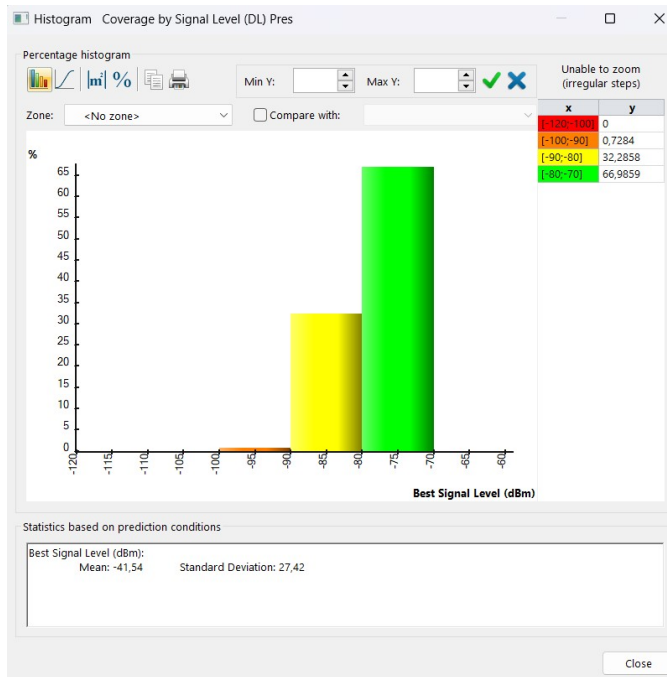 Histogram Coverage by Signal Level (DL) Pres
Percentage histogram
m² %
Min Y:
Max Y:
Unable to zoom
(irregular steps)
Zone: <No zone>
Compare with:
x y
[-120;-100] 0
[-100;-90] 0,7284
[-90;-80] 32,2858
[-80;-70] 66,9859
%
65
60
55
50
45
40
35
30
25
20
15
10
5
0
-120 -115 -110 -105 -100 -95 -90 -85 -80 -75 -70 -65 -60
Best Signal Level (dBm)
Statistics based on prediction conditions
Best Signal Level (dBm):
Mean: -41,54 Standard Deviation: 27,42
Close